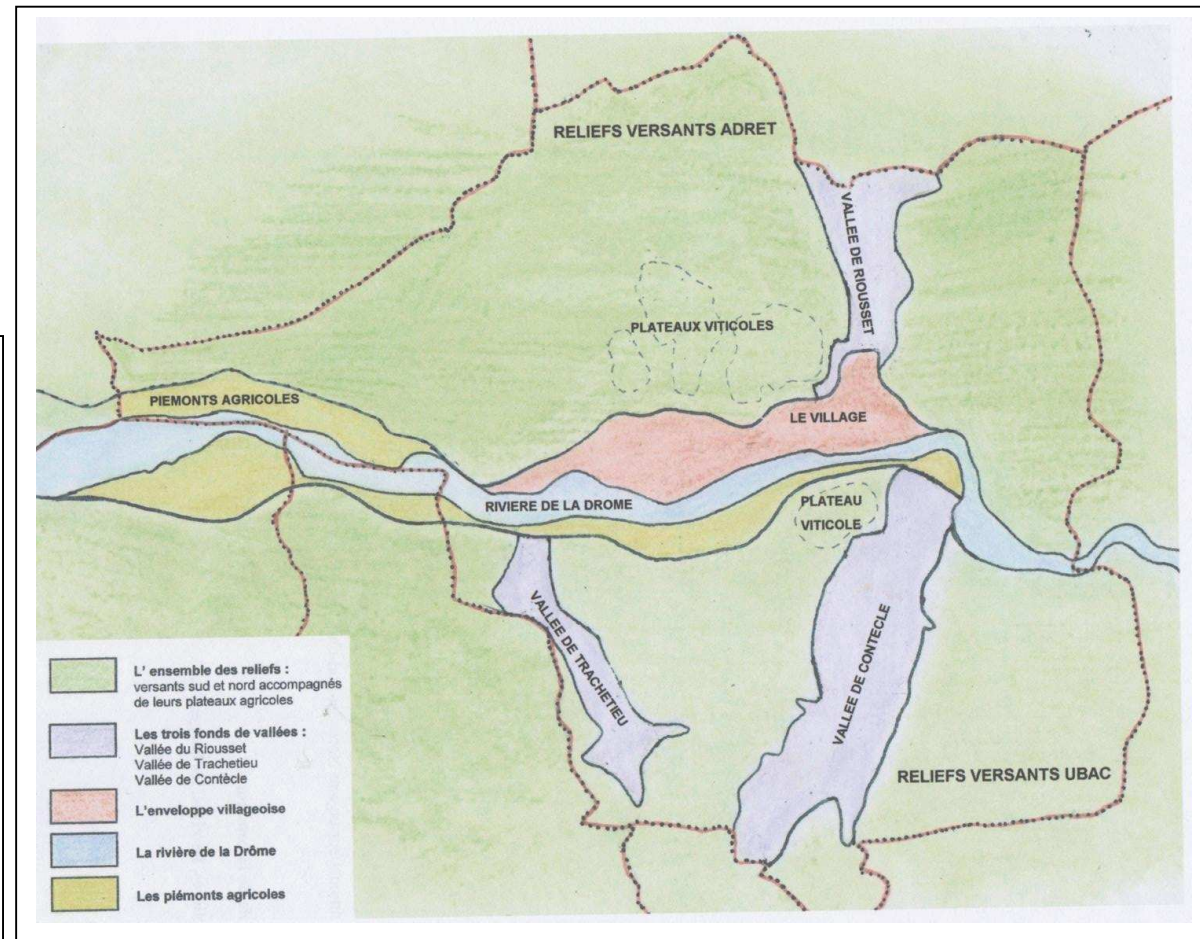 RELIEFS VERSANTS ADRET
VALLEE DE RIOUSSET
PLATEAUX VITICOLES
PIEMONTS AGRICOLES
LE VILLAGE
RIVIERE DE LA DROME
PLATEAU
VITICOLE
VALLEE DE TRACHETIEU
VALLEE DE CONTECLE
RELIEFS VERSANTS UBAC
L' ensemble des reliefs :
versants sud et nord accompagnés
de leurs plateaux agricoles
Les trois fonds de vallées :
Vallée du Riousset
Vallée de Trachetieu
Vallée de Contècle
L'enveloppe villageoise
La rivière de la Drôme
Les piémonts agricoles